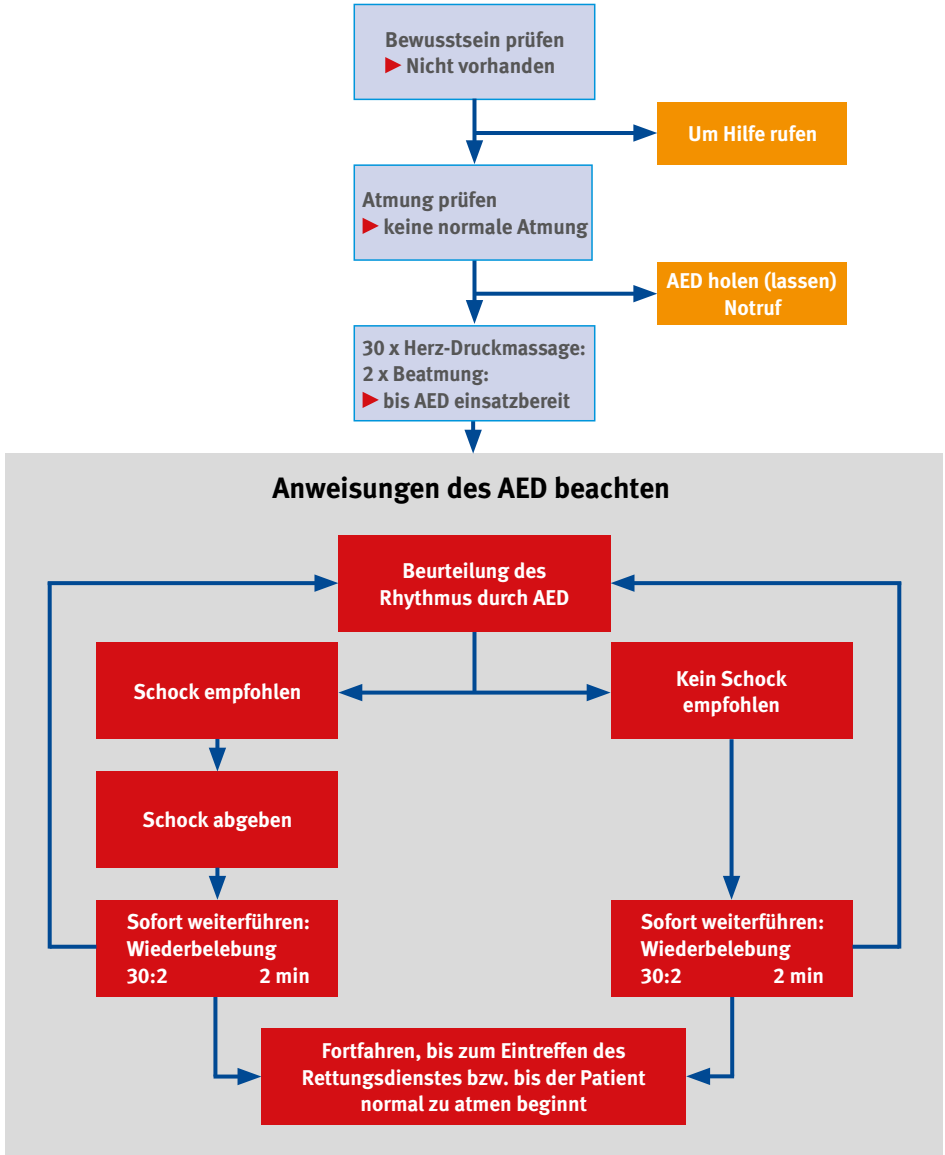 Bewusstsein prüfen
▶ Nicht vorhanden
Um Hilfe rufen
Atmung prüfen
▶ keine normale Atmung
AED holen (lassen)
Notruf
30 x Herz-Druckmassage:
2 x Beatmung:
▶ bis AED einsatzbereit
Anweisungen des AED beachten
Beurteilung des
Rhythmus durch AED
Schock empfohlen
Kein Schock
empfohlen
Schock abgeben
Sofort weiterführen:
Wiederbelebung
30:2 2 min
Sofort weiterführen:
Wiederbelebung
30:2 2 min
Fortfahren, bis zum Eintreffen des
Rettungsdienstes bzw. bis der Patient
normal zu atmen beginnt